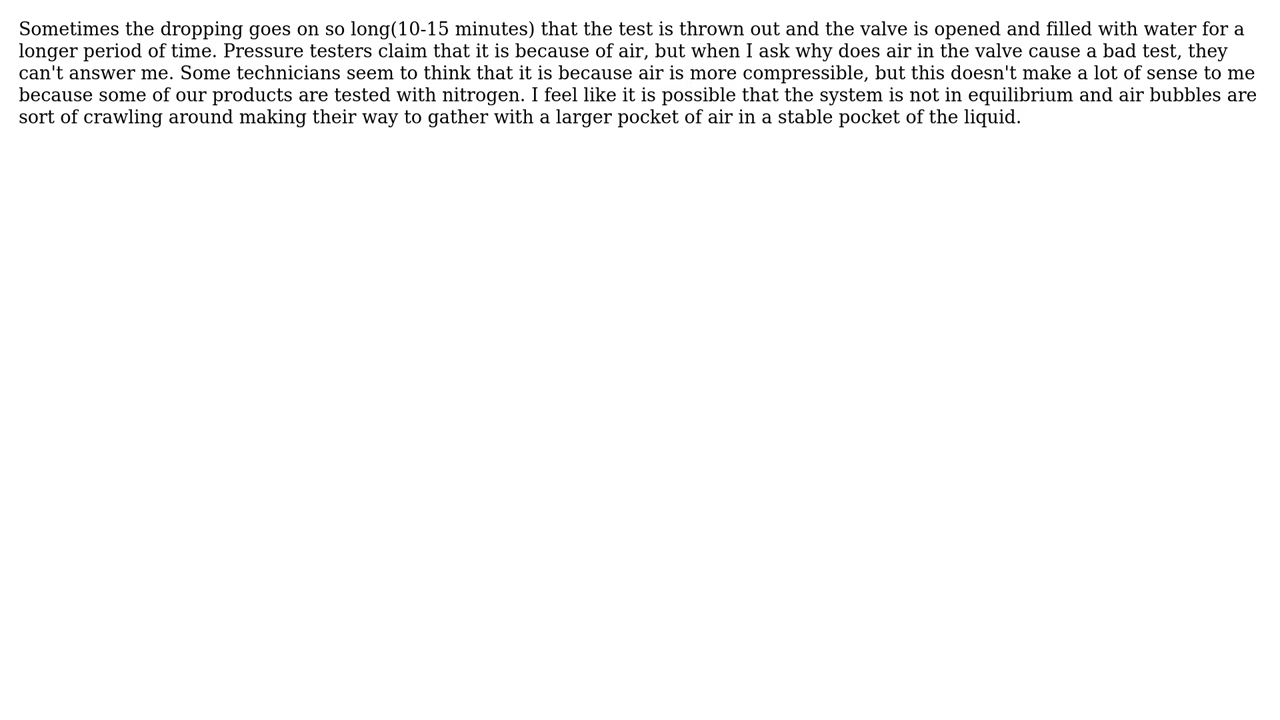 Sometimes the dropping goes on so long(10-15 minutes) that the test is thrown out and the valve is opened and filled with water for a
longer period of time. Pressure testers claim that it is because of air, but when I ask why does air in the valve cause a bad test, they
can't answer me. Some technicians seem to think that it is because air is more compressible, but this doesn't make a lot of sense to me
because some of our products are tested with nitrogen. I feel like it is possible that the system is not in equilibrium and air bubbles are
sort of crawling around making their way to gather with a larger pocket of air in a stable pocket of the liquid.